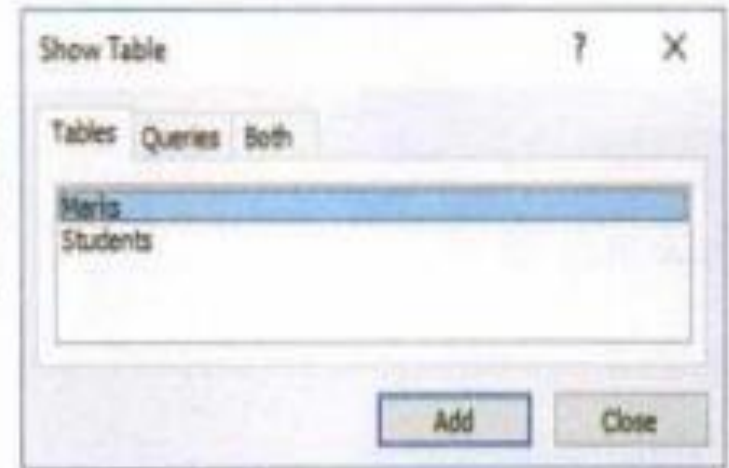 Show Table ? X
Tables Queries Both
Marks
Students
Add Close